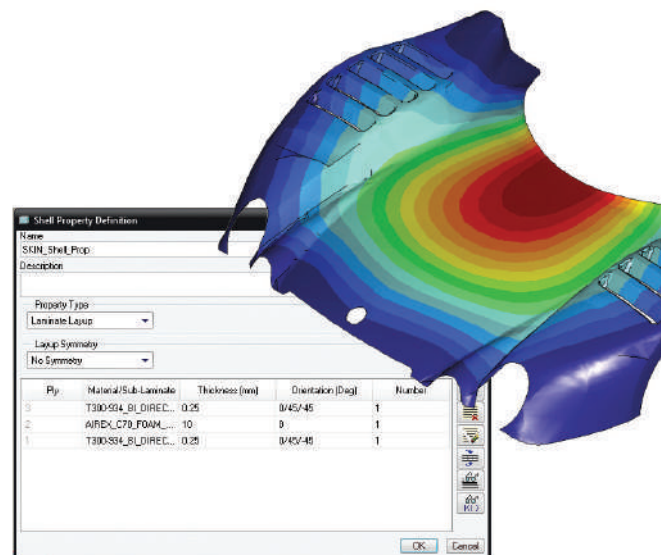 Shell Property Definition
Name
SKIN_Shell_Prop
Description
Property Type
Laminate Layup
Layup Symmetry
No Symmetry
Ply Material/Sub-Laminate Thickness (mm) Orientation (Deg) Number
3 T300-934_BI_DIREC... 0.25 0/45/-45 1
2 AIREX_C70_FOAM_... 10 0 1
1 T300-934_BI_DIREC... 0.25 0/45/-45 1
OK Cancel